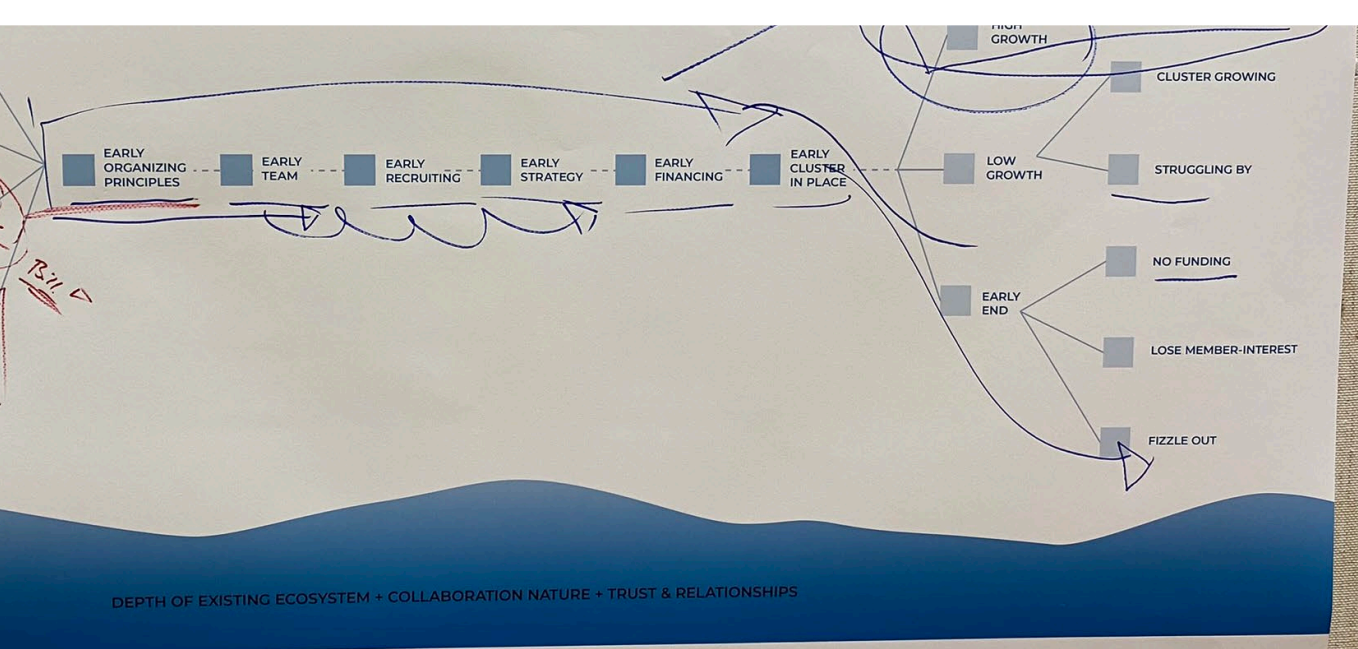 HIGH
GROWTH
CLUSTER GROWING
EARLY
ORGANIZING
PRINCIPLES
EARLY
TEAM
EARLY
RECRUITING
EARLY
STRATEGY
EARLY
FINANCING
EARLY
CLUSTER
IN PLACE
LOW
GROWTH
STRUGGLING BY
Bill
NO FUNDING
EARLY
END
LOSE MEMBER-INTEREST
FIZZLE OUT
DEPTH OF EXISTING ECOSYSTEM + COLLABORATION NATURE + TRUST & RELATIONSHIPS